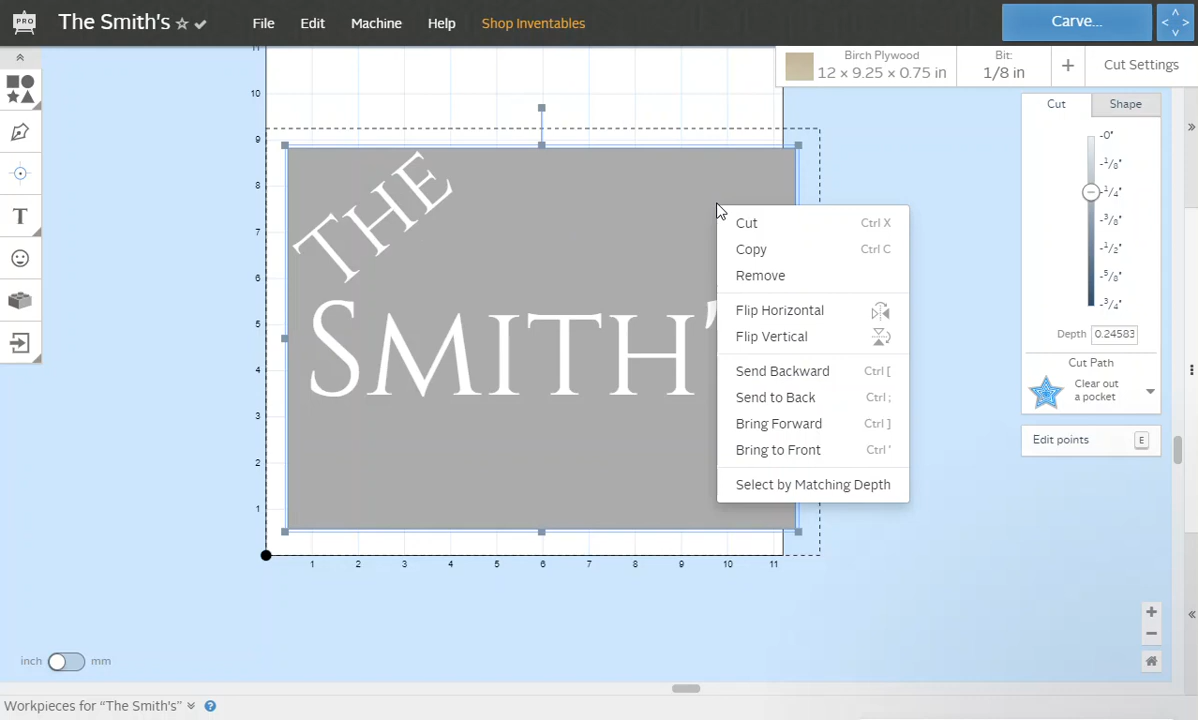 PRO
The Smith's
File
Edit
Machine
Help
Shop Inventables
Carve...
Birch Plywood
12 × 9.25 × 0.75 in
Bit:
1/8 in
+
Cut Settings
Cut
Shape
-0"
-1/8"
-1/4"
-3/8"
-1/2"
-5/8"
-3/4"
Depth 0.24583
Cut Path
Clear out
a pocket
Edit points E
T
11
10
9
8
7
6
5
4
3
2
1
THE
SMITH'
Cut Ctrl X
Copy Ctrl C
Remove
Flip Horizontal
Flip Vertical
Send Backward Ctrl [
Send to Back Ctrl ;
Bring Forward Ctrl ]
Bring to Front Ctrl '
Select by Matching Depth
1 2 3 4 5 6 7 8 9 10 11
inch mm
Workpieces for “The Smith's” ?